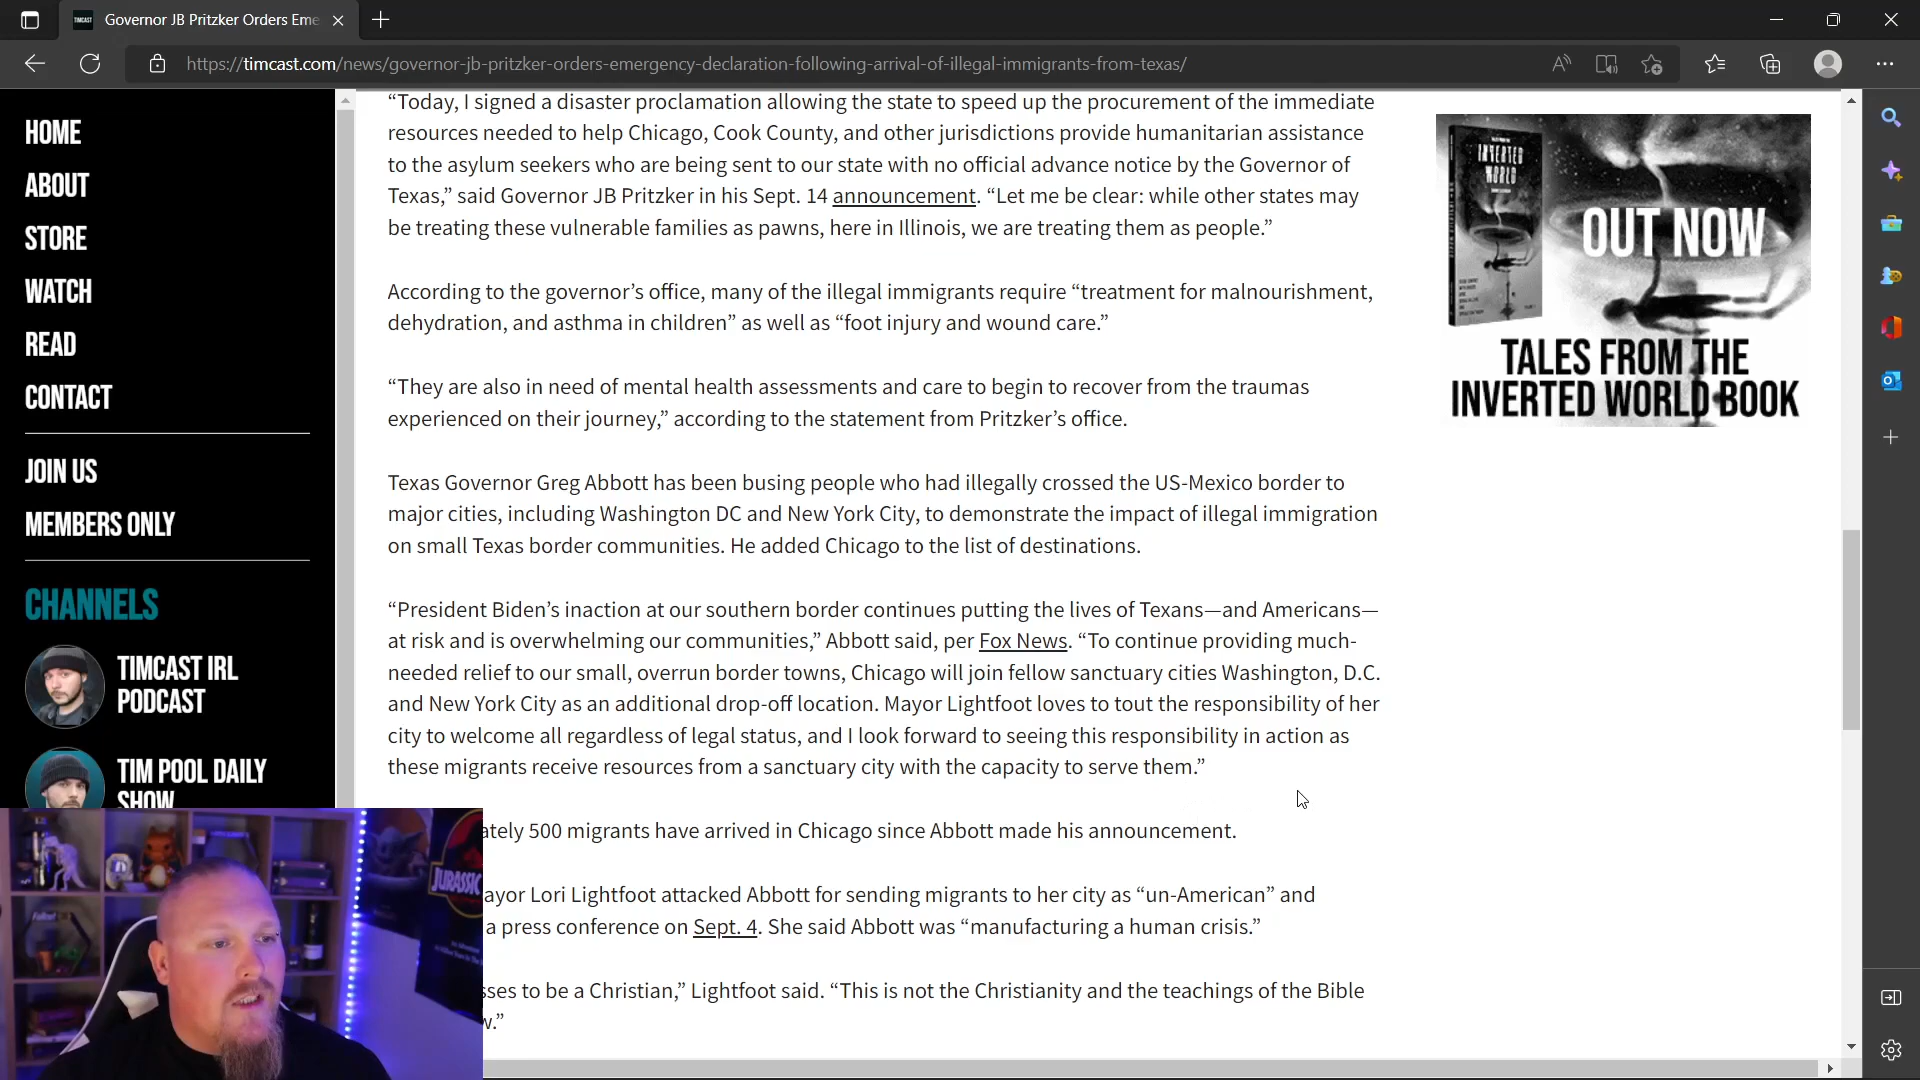 Governor JB Pritzker Orders Eme
https://timcast.com/news/governor-jb-pritzker-orders-emergency-declaration-following-arrival-of-illegal-immigrants-from-texas/
HOME
ABOUT
STORE
WATCH
READ
CONTACT
JOIN US
MEMBERS ONLY
CHANNELS
TIMCAST IRL
PODCAST
TIM POOL DAILY
SHOW
“Today, I signed a disaster proclamation allowing the state to speed up the procurement of the immediate
resources needed to help Chicago, Cook County, and other jurisdictions provide humanitarian assistance
to the asylum seekers who are being sent to our state with no official advance notice by the Governor of
Texas,” said Governor JB Pritzker in his Sept. 14 announcement. “Let me be clear: while other states may
be treating these vulnerable families as pawns, here in Illinois, we are treating them as people.”
According to the governor’s office, many of the illegal immigrants require “treatment for malnourishment,
dehydration, and asthma in children” as well as “foot injury and wound care.”
“They are also in need of mental health assessments and care to begin to recover from the traumas
experienced on their journey,” according to the statement from Pritzker’s office.
Texas Governor Greg Abbott has been busing people who had illegally crossed the US-Mexico border to
major cities, including Washington DC and New York City, to demonstrate the impact of illegal immigration
on small Texas border communities. He added Chicago to the list of destinations.
“President Biden’s inaction at our southern border continues putting the lives of Texans—and Americans—
at risk and is overwhelming our communities,” Abbott said, per Fox News. “To continue providing much-
needed relief to our small, overrun border towns, Chicago will join fellow sanctuary cities Washington, D.C.
and New York City as an additional drop-off location. Mayor Lightfoot loves to tout the responsibility of her
city to welcome all regardless of legal status, and I look forward to seeing this responsibility in action as
these migrants receive resources from a sanctuary city with the capacity to serve them.”
ately 500 migrants have arrived in Chicago since Abbott made his announcement.
ayor Lori Lightfoot attacked Abbott for sending migrants to her city as “un-American” and
a press conference on Sept. 4. She said Abbott was “manufacturing a human crisis.”
sses to be a Christian,” Lightfoot said. “This is not the Christianity and the teachings of the Bible
w.”
INVERTED
WORLD
OUT NOW
TALES FROM THE
INVERTED WORLD BOOK
JURASSIC